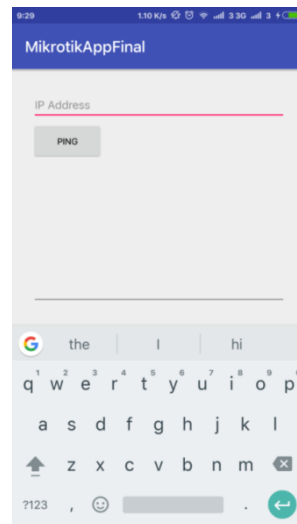 9:29 1.10 K/s 3 3G 3
MikrotikAppFinal
IP Address
PING
G the I hi
1 2 3 4 5 6 7 8 9 0
q w e r t y u i o p
a s d f g h j k l
z x c v b n m
?123 , .